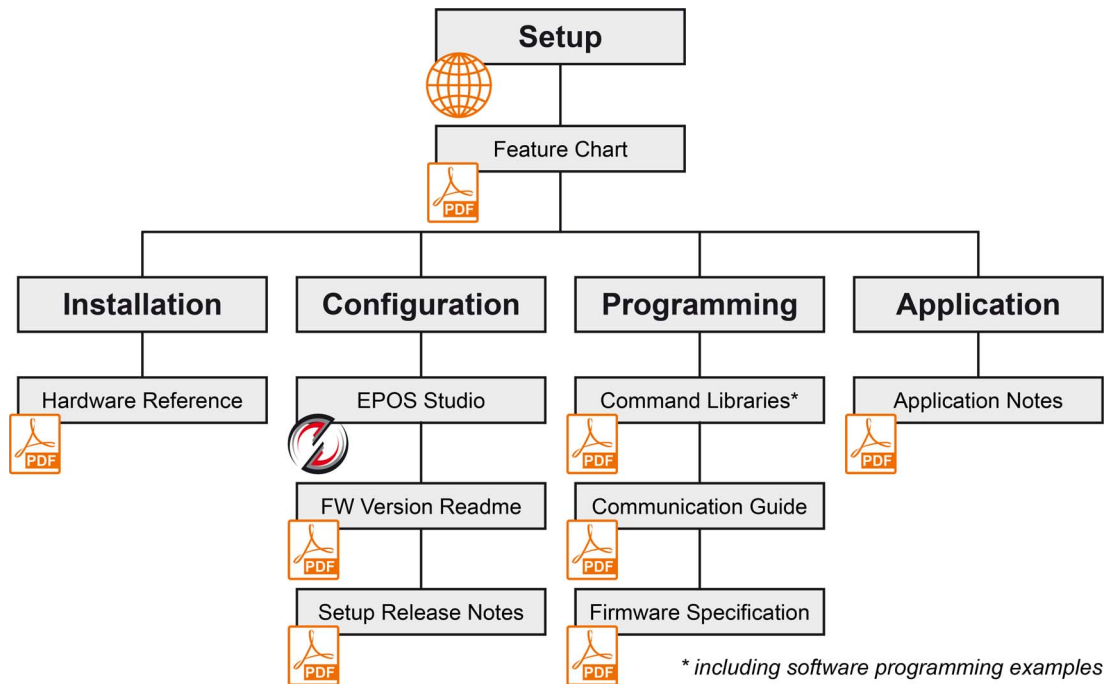 Setup
Feature Chart
PDF
Installation
Configuration
Programming
Application
Hardware Reference
EPOS Studio
Command Libraries*
Application Notes
PDF
PDF
PDF
FW Version Readme
Communication Guide
PDF
PDF
Setup Release Notes
Firmware Specification
PDF
PDF
* including software programming examples